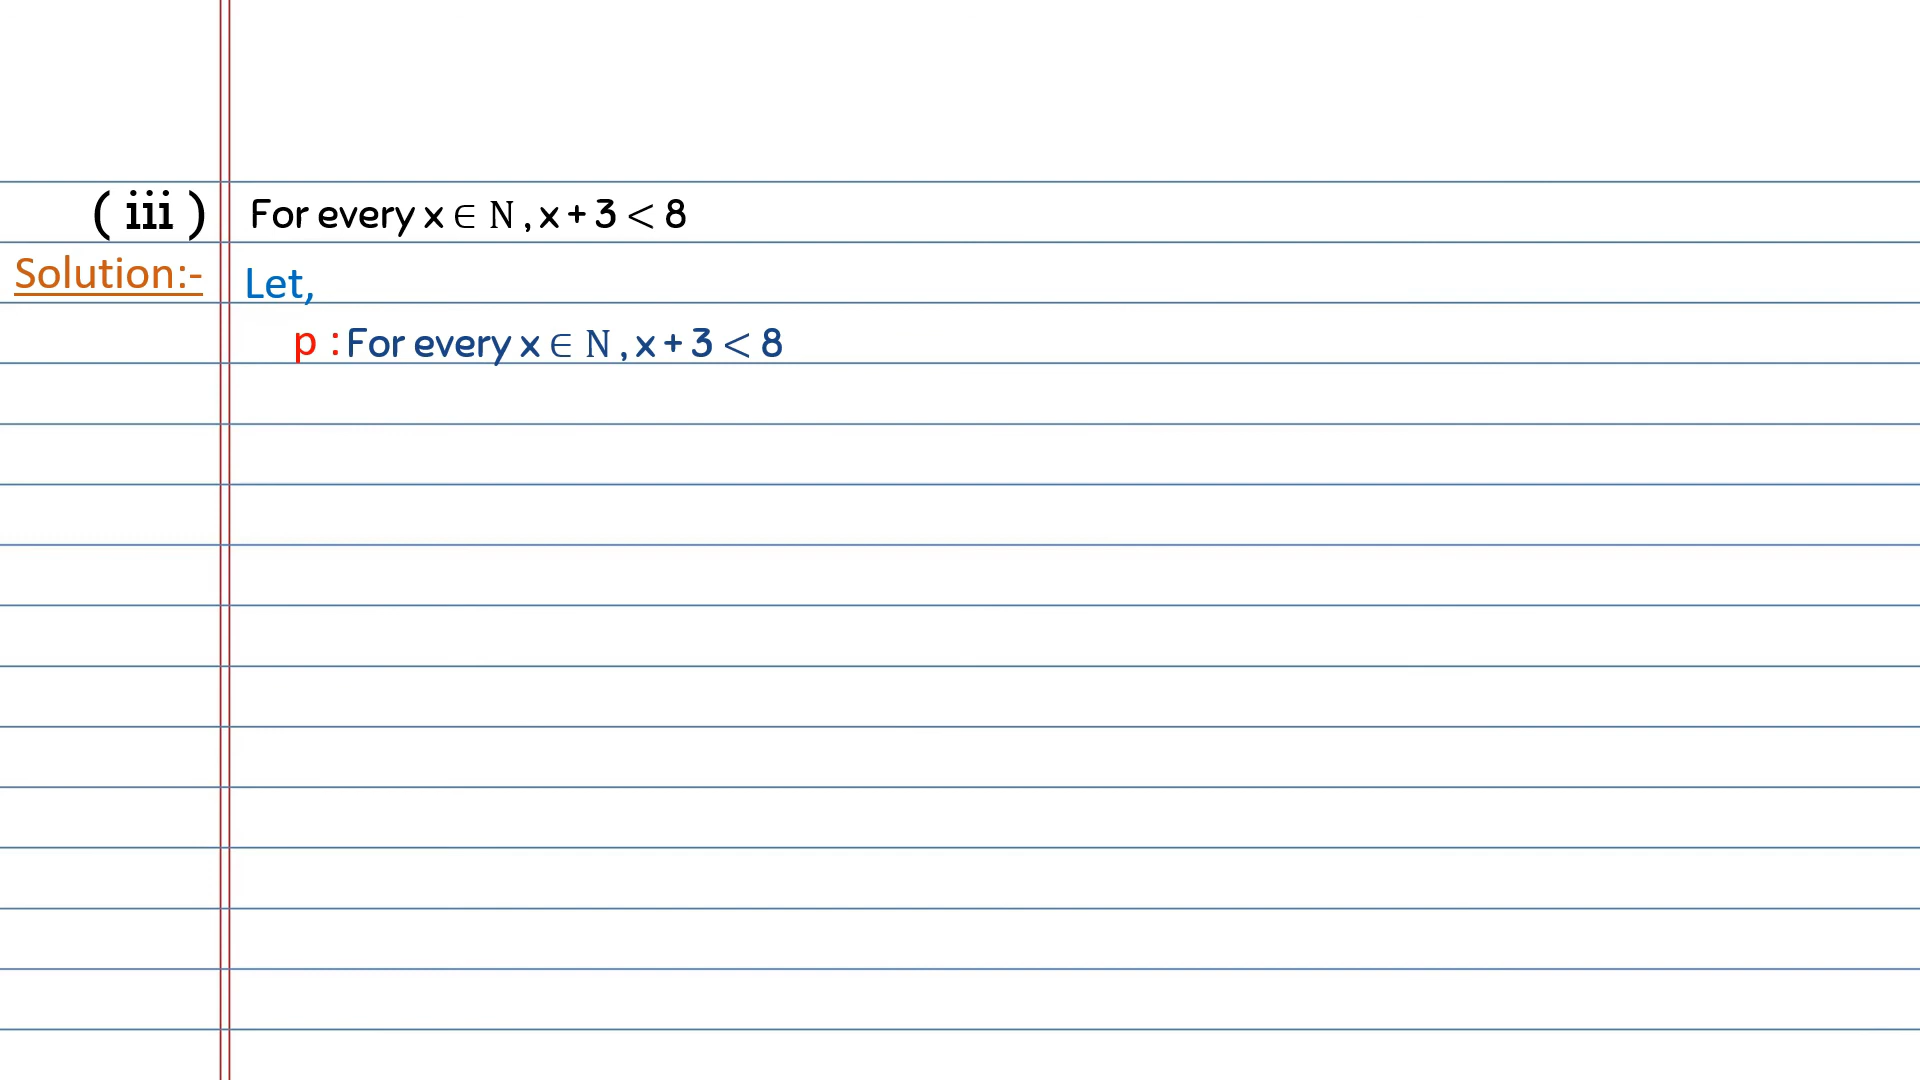 ( iii ) For every x ∈ N , x + 3 < 8
Solution:- Let,
p : For every x ∈ N , x + 3 < 8